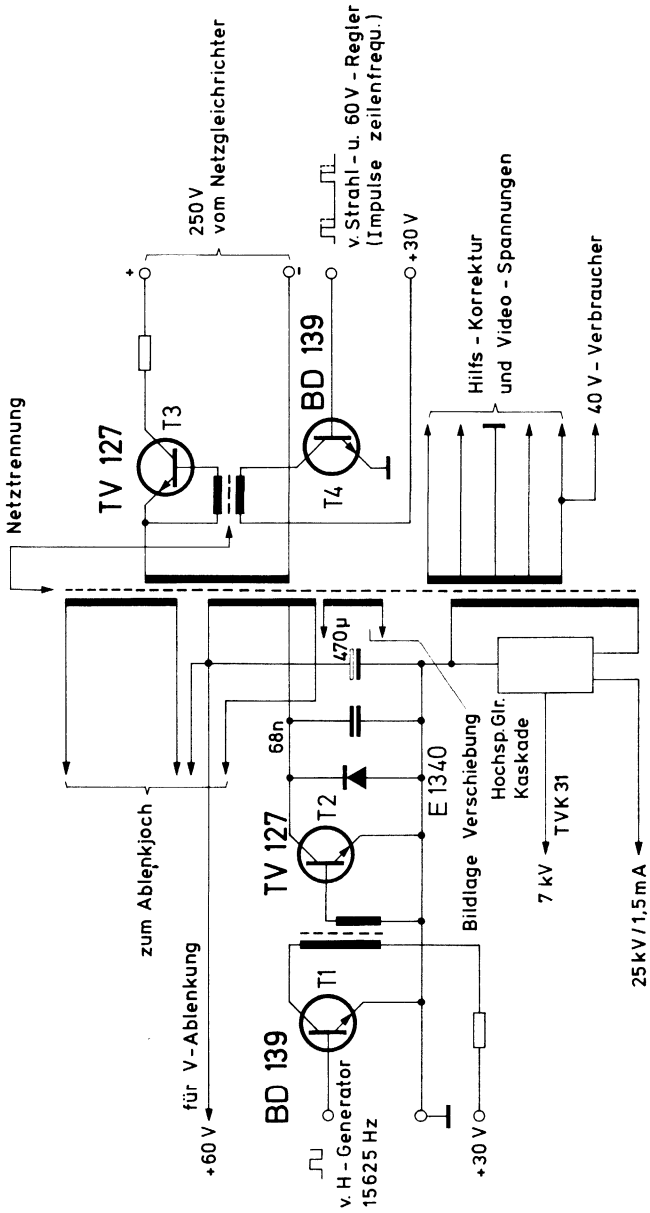 Netztrennung
TV 127
T3
+
-
250 V
vom Netzgleichrichter
BD 139
T4
v. Strahl- u. 60 V - Regler
(Impulse zeilenfrequ.)
+30 V
Hilfs - Korrektur
und Video - Spannungen
40 V - Verbraucher
zum Ablenkjoch
für V-Ablenkung
+60 V
470µ
68n
TV 127
T2
E 1340
BD 139
T1
v. H - Generator
15625 Hz
+30 V
Bildlage Verschiebung
Hochsp. Glr.
Kaskade
TVK 31
7 kV
25 kV / 1,5 mA